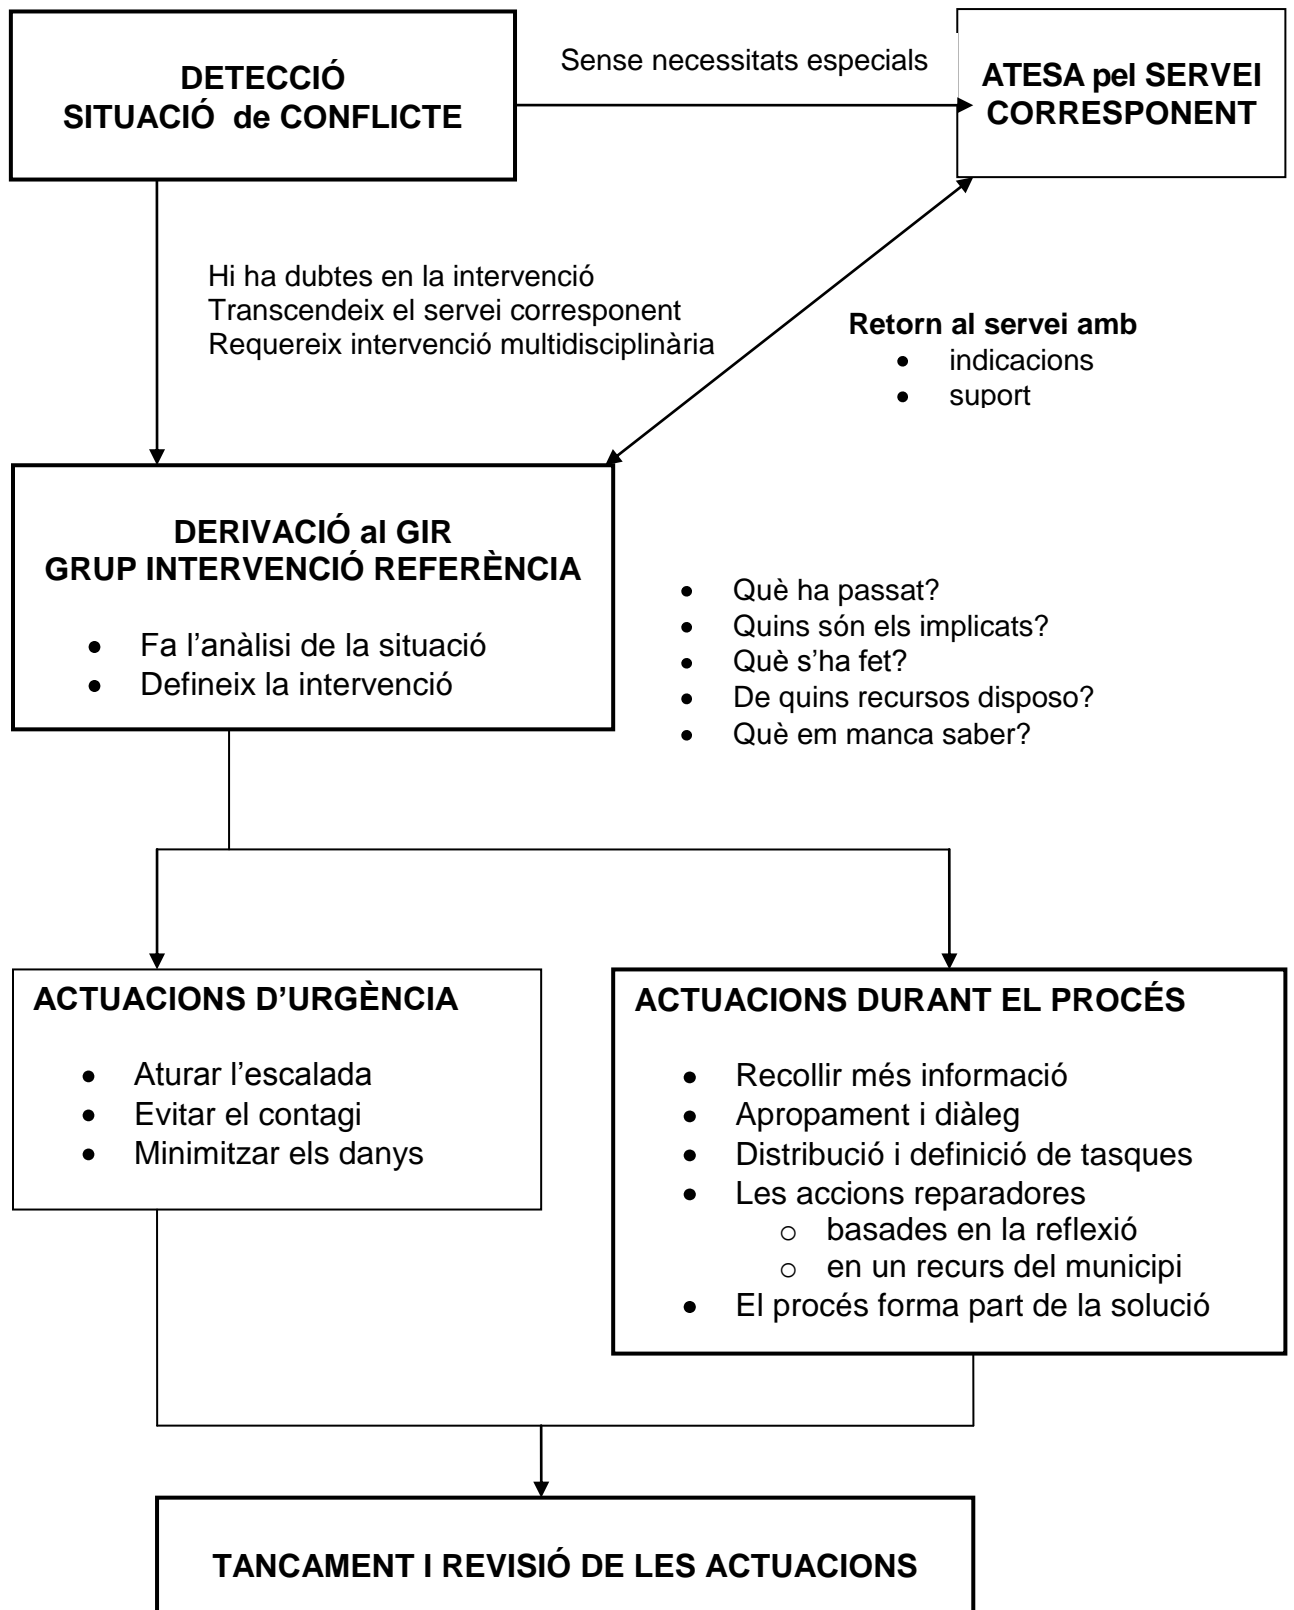 DETECCIÓ
SITUACIÓ de CONFLICTE
Sense necessitats especials
ATESA pel SERVEI
CORRESPONENT
Hi ha dubtes en la intervenció
Transcendeix el servei corresponent
Requereix intervenció multidisciplinària
Retorn al servei amb
• indicacions
• suport
DERIVACIÓ al GIR
GRUP INTERVENCIÓ REFERÈNCIA
• Fa l’anàlisi de la situació
• Defineix la intervenció
• Què ha passat?
• Quins són els implicats?
• Què s’ha fet?
• De quins recursos disposo?
• Què em manca saber?
ACTUACIONS D’URGÈNCIA
• Aturar l’escalada
• Evitar el contagi
• Minimitzar els danys
ACTUACIONS DURANT EL PROCÉS
• Recollir més informació
• Apropament i diàleg
• Distribució i definició de tasques
• Les accions reparadores
o basades en la reflexió
o en un recurs del municipi
• El procés forma part de la solució
TANCAMENT I REVISIÓ DE LES ACTUACIONS